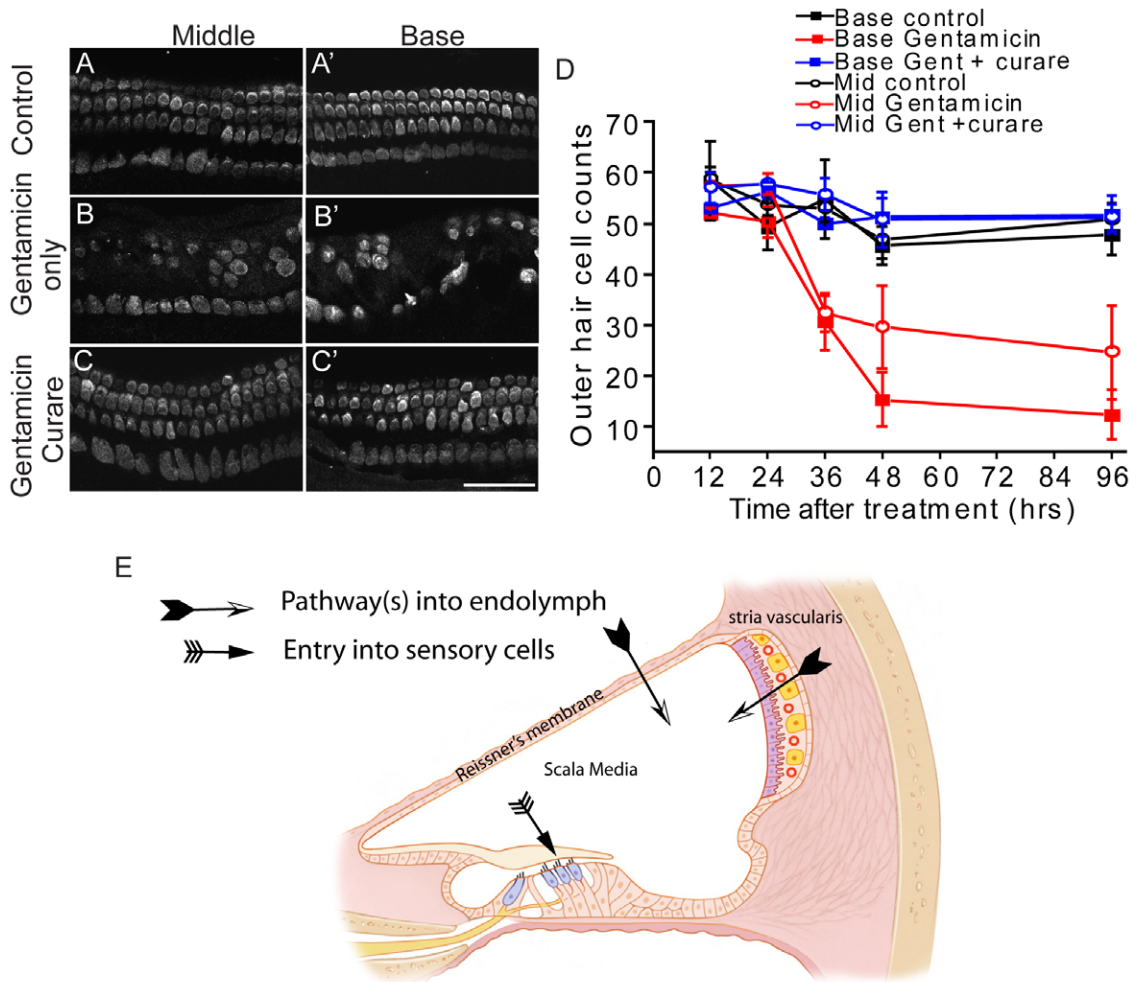 Middle Base
Control
Gentamicin
only
Gentamicin
Curare
A
A'
B
B'
C
C'
D
Base control
Base Gentamicin
Base Gent + curare
Mid control
Mid Gentamicin
Mid Gent +curare
Outer hair cell counts
70
60
50
40
30
20
10
0 12 24 36 48 60 72 84 96
Time after treatment (hrs)
E
Pathway(s) into endolymph
Entry into sensory cells
stria vascularis
Reissner's membrane
Scala Media